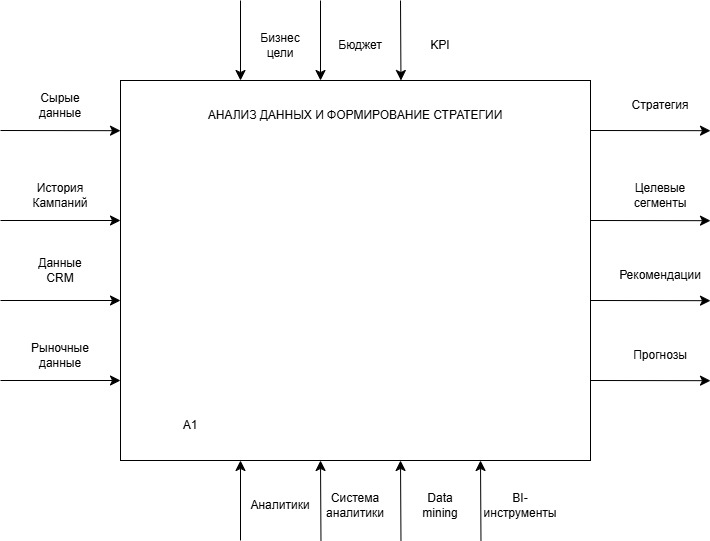 Бизнес
цели
Бюджет
KPI
АНАЛИЗ ДАННЫХ И ФОРМИРОВАНИЕ СТРАТЕГИИ
Сырые
данные
История
Кампаний
Данные
CRM
Рыночные
данные
Стратегия
Целевые
сегменты
Рекомендации
Прогнозы
А1
Аналитики
Система
аналитики
Data
mining
BI-
инструменты